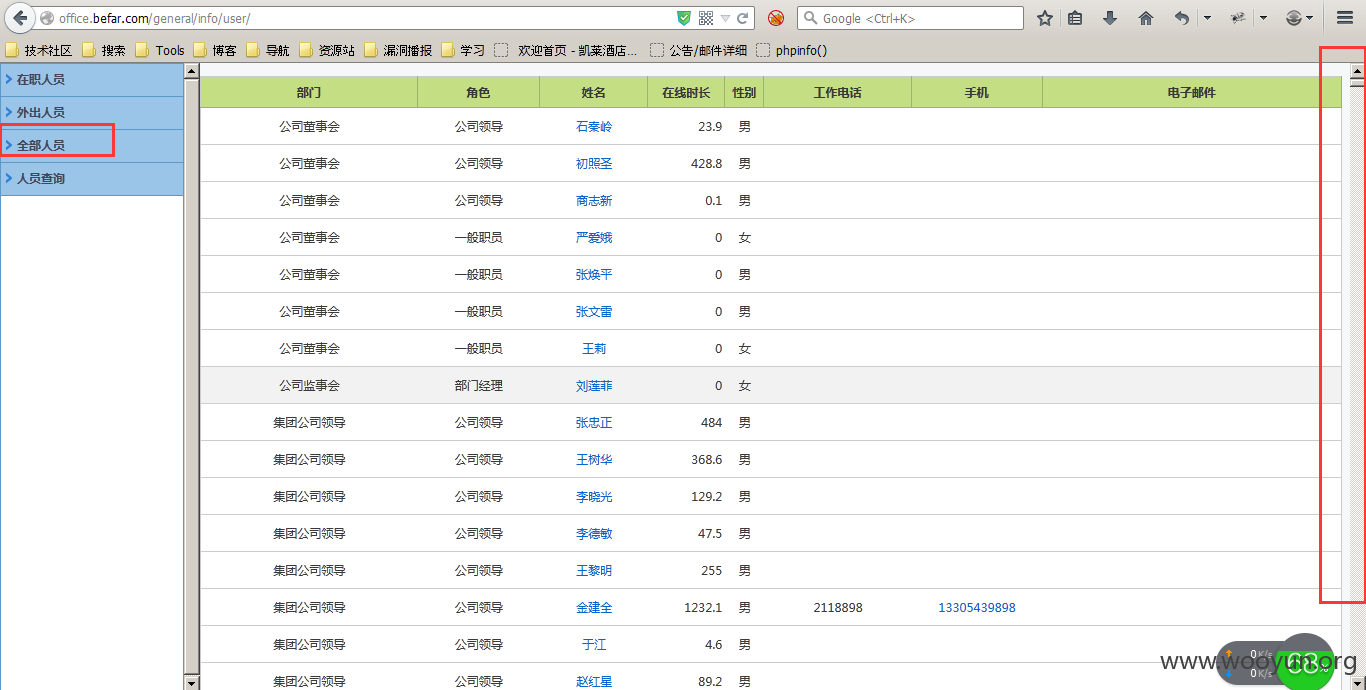 office.befar.com/general/info/user/
Google <Ctrl+K>
技术社区 搜索 Tools 博客 导航 资源站 漏洞播报 学习 欢迎首页 - 凯莱酒店... 公告/邮件详细 phpinfo()
在职人员
外出人员
全部人员
人员查询
部门 角色 姓名 在线时长 性别 工作电话 手机 电子邮件
公司董事会 公司领导 石秦岭 23.9 男
公司董事会 公司领导 初照圣 428.8 男
公司董事会 公司领导 商志新 0.1 男
公司董事会 一般职员 严爱娥 0 女
公司董事会 一般职员 张焕平 0 男
公司董事会 一般职员 张文雷 0 男
公司董事会 一般职员 王莉 0 女
公司监事会 部门经理 刘莲菲 0 女
集团公司领导 公司领导 张忠正 484 男
集团公司领导 公司领导 王树华 368.6 男
集团公司领导 公司领导 李晓光 129.2 男
集团公司领导 公司领导 李德敏 47.5 男
集团公司领导 公司领导 王黎明 255 男
集团公司领导 公司领导 金建全 1232.1 男 2118898 13305439898
集团公司领导 公司领导 于江 4.6 男
集团公司领导 公司领导 赵红星 89.2 男
0K/s
0K/s
68%
www.wooyun.org